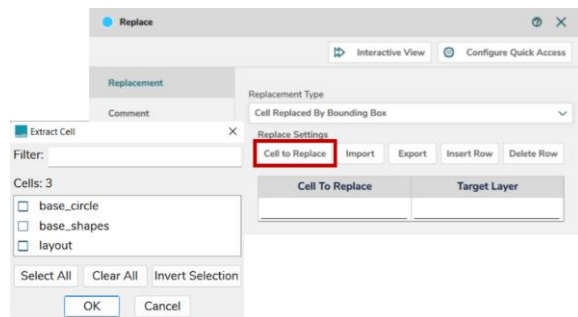 Replace
Interactive View
Configure Quick Access
Replacement
Comment
Replacement Type
Cell Replaced By Bounding Box
Replace Settings
Cell to Replace Import Export Insert Row Delete Row
Cell To Replace Target Layer
Extract Cell
Filter:
Cells: 3
base_circle
base_shapes
layout
Select All Clear All Invert Selection
OK Cancel